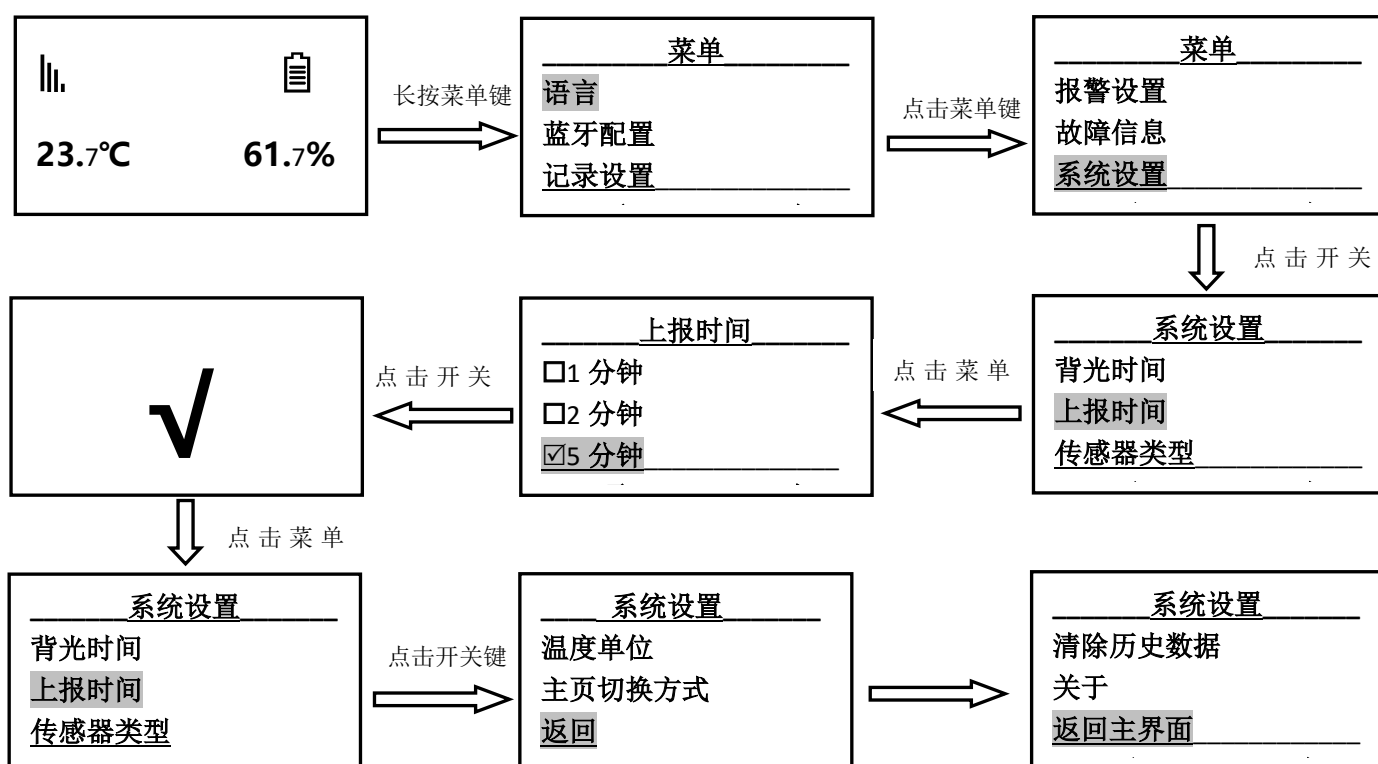 23.7℃ 61.7%
长按菜单键
菜单
语言
蓝牙配置
记录设置
点击菜单键
菜单
报警设置
故障信息
系统设置
点击开关
系统设置
背光时间
上报时间
传感器类型
点击菜单
上报时间
☐1 分钟
☐2 分钟
☑5 分钟
点击开关
√
点击菜单
系统设置
背光时间
上报时间
传感器类型
点击开关键
系统设置
温度单位
主页切换方式
返回
系统设置
清除历史数据
关于
返回主界面